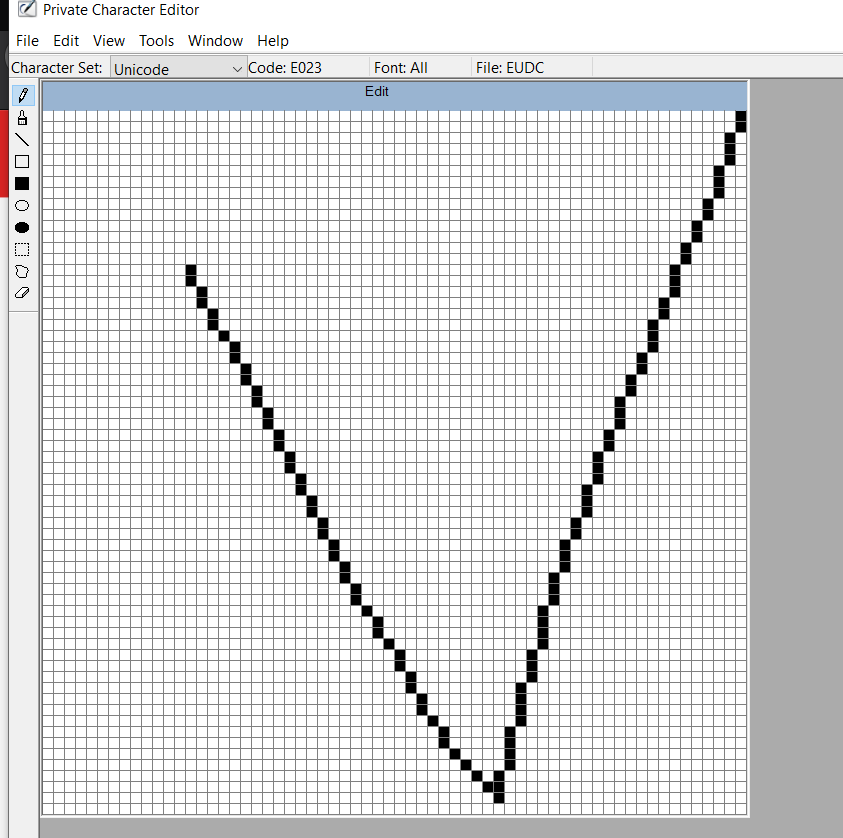 Private Character Editor
File Edit View Tools Window Help
Character Set: Unicode Code: E023 Font: All File: EUDC
Edit